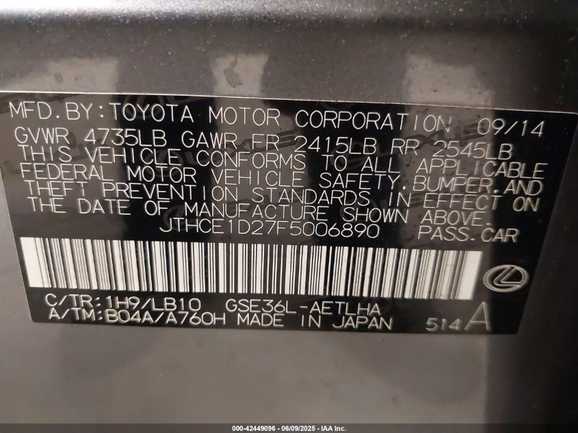 MFD. BY: TOYOTA MOTOR CORPORATION 09/14
GVWR 4735LB GAWR FR 2415LB RR 2545LB
THIS VEHICLE CONFORMS TO ALL APPLICABLE
FEDERAL MOTOR VEHICLE SAFETY, BUMPER, AND
THEFT PREVENTION STANDARDS IN EFFECT ON
THE DATE OF MANUFACTURE SHOWN ABOVE.
JTHCE1D27F5006890 PASS. CAR
C/TR: 1H9/LB10 GSE36L-AETLHA
A/TM: B04A/A760H MADE IN JAPAN 514 A
000-42449096 - 06/09/2025 - IAA Inc.